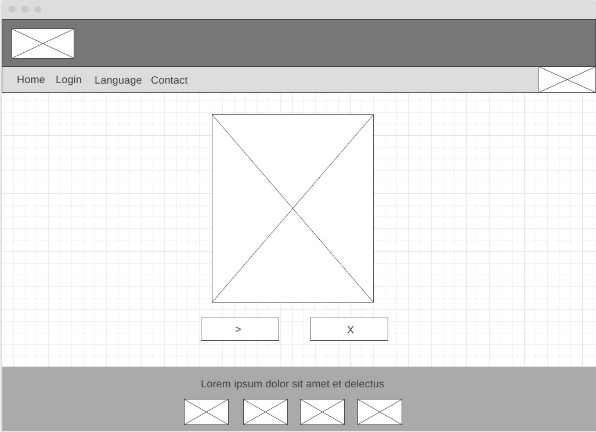 Home Login Language Contact
> X
Lorem ipsum dolor sit amet et delectus